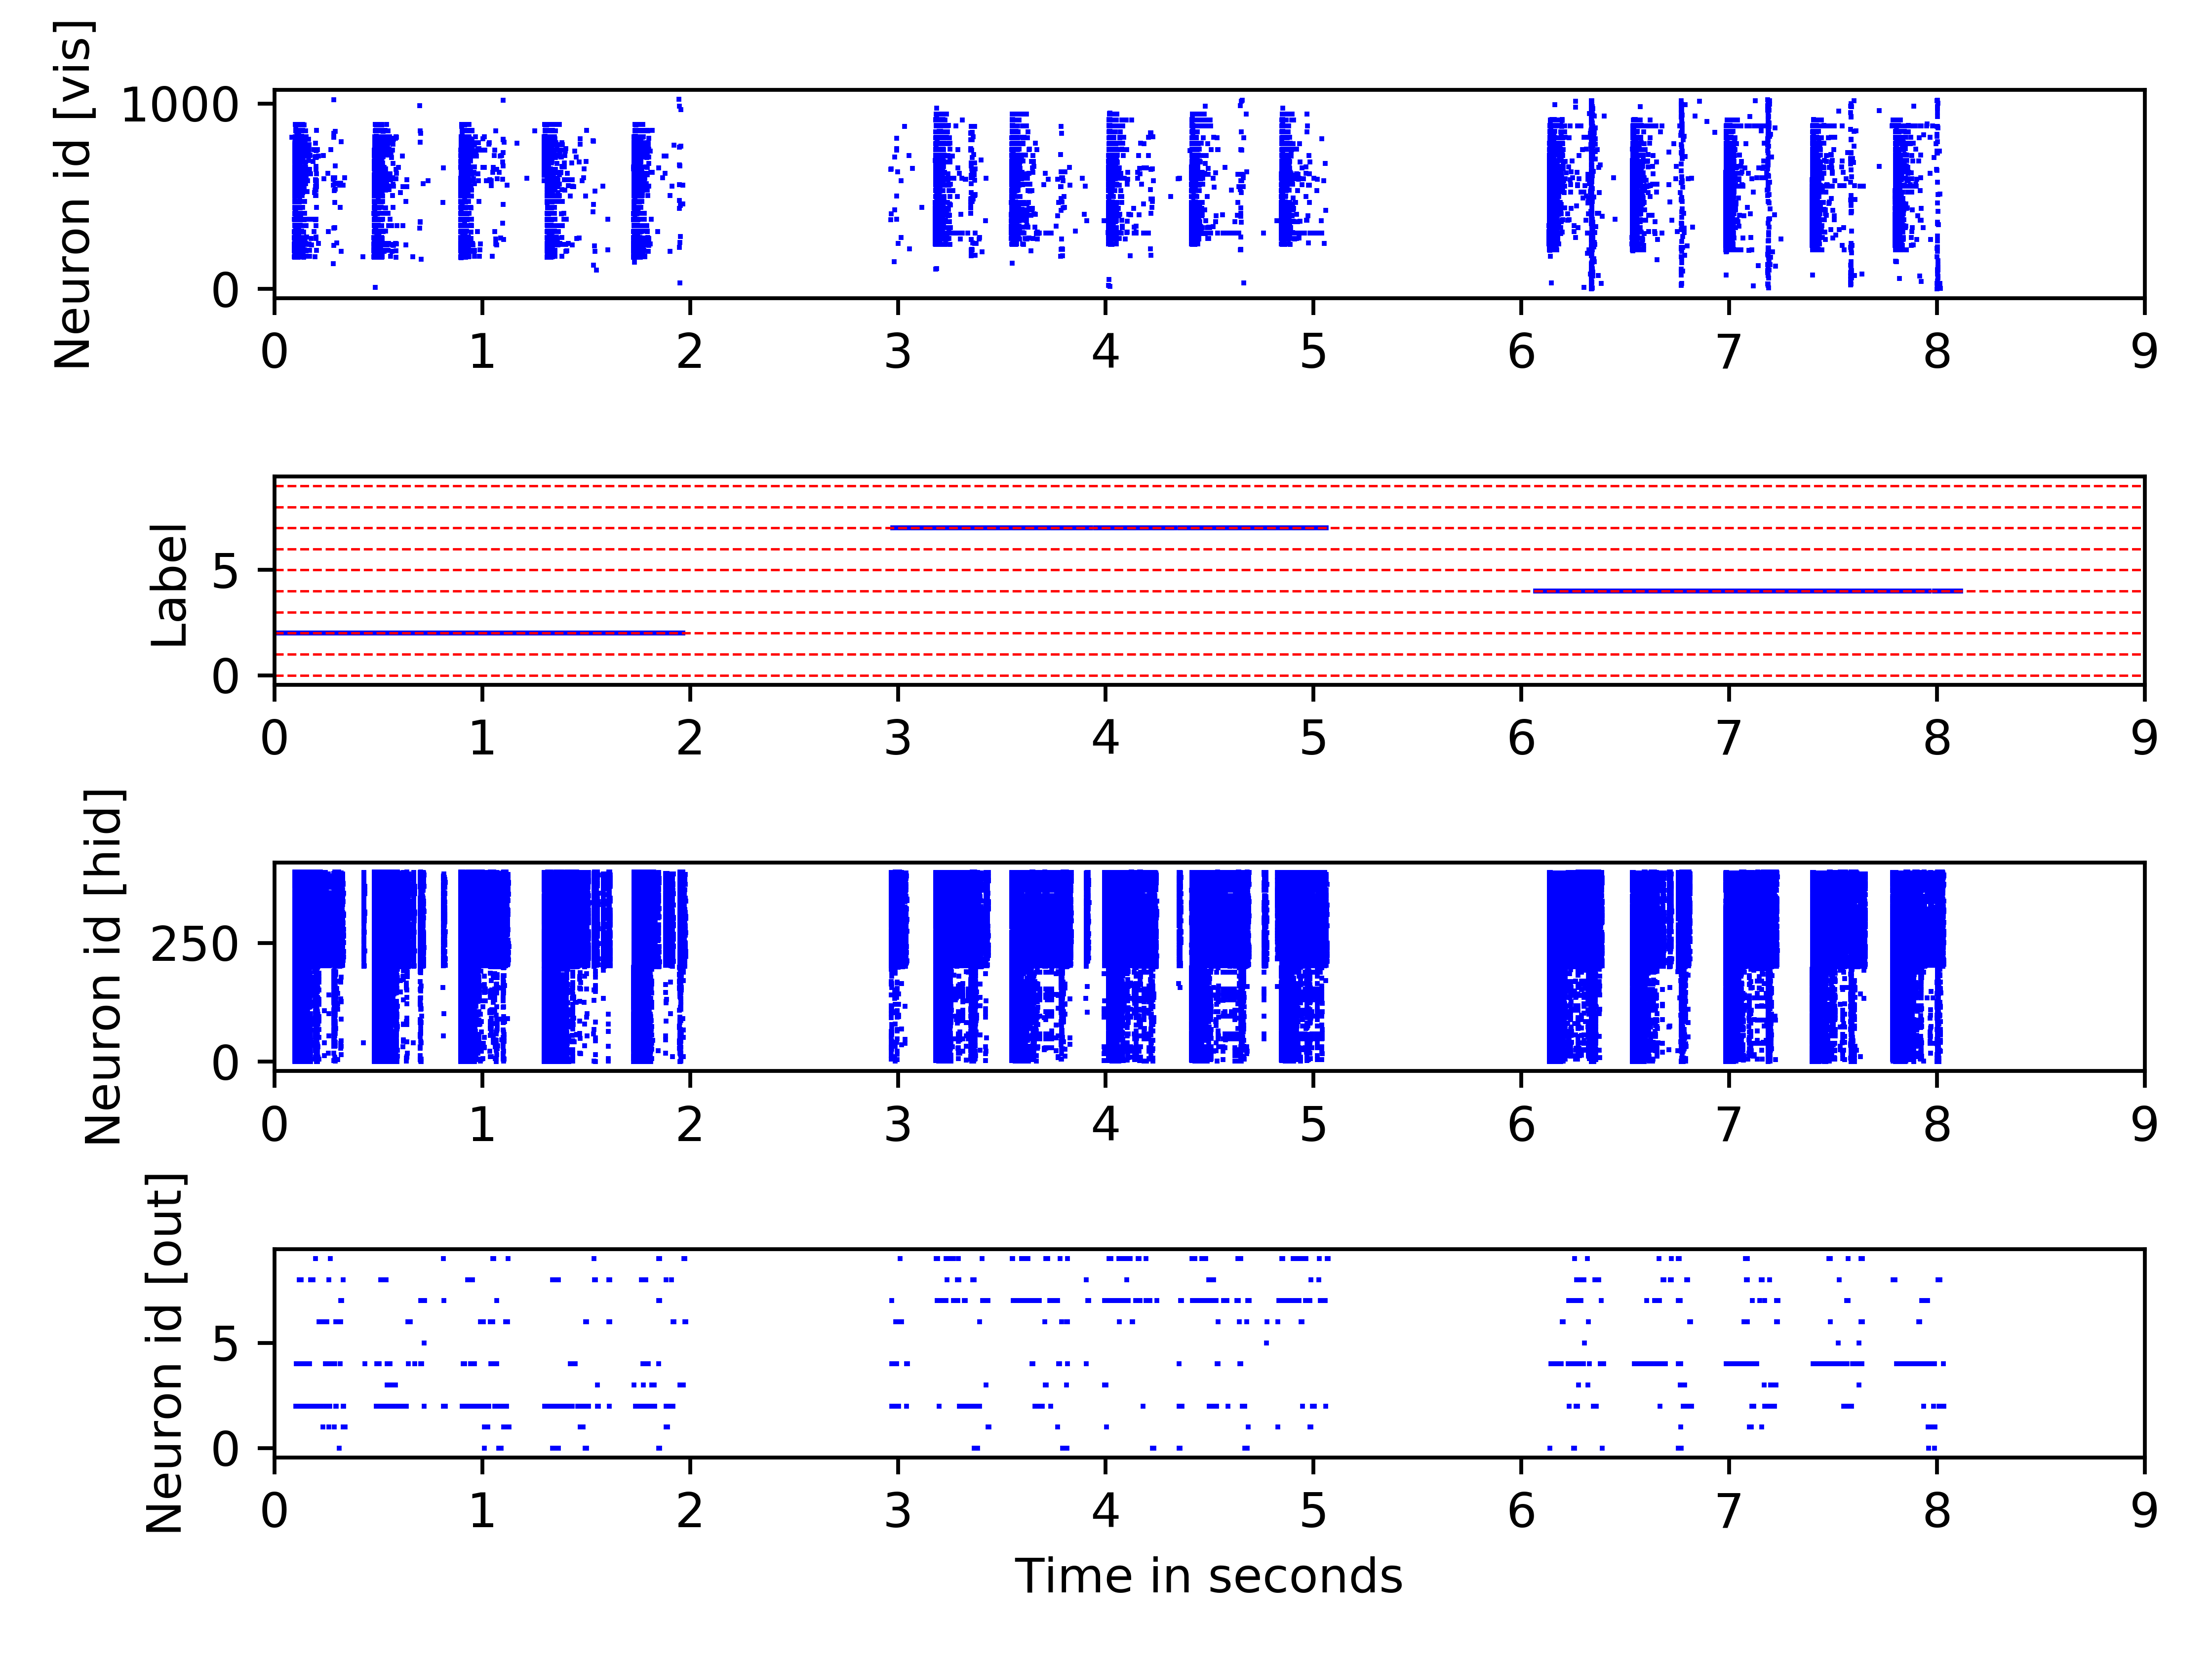 Neuron id [vis]
1000
0
0 1 2 3 4 5 6 7 8 9
Label
5
0
0 1 2 3 4 5 6 7 8 9
Neuron id [hid]
250
0
0 1 2 3 4 5 6 7 8 9
Neuron id [out]
5
0
0 1 2 3 4 5 6 7 8 9
Time in seconds